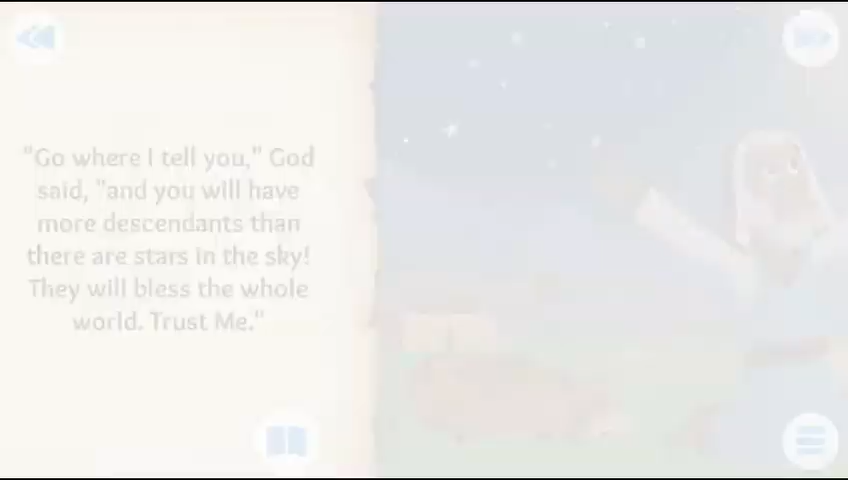 "Go where I tell you," God
said, "and you will have
more descendants than
there are stars in the sky!
They will bless the whole
world. Trust Me."